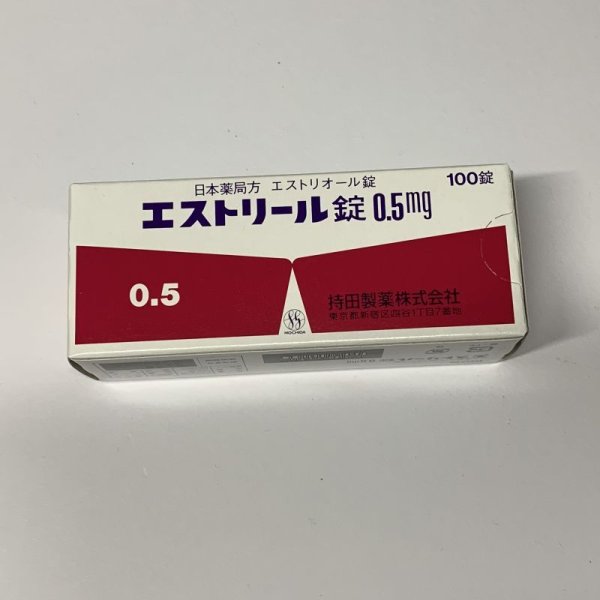 日本薬局方 エストリオール錠
100錠
エストリール錠 0.5mg
0.5
持田製薬株式会社
東京都新宿区四谷1丁目7番地
MOCHIDA